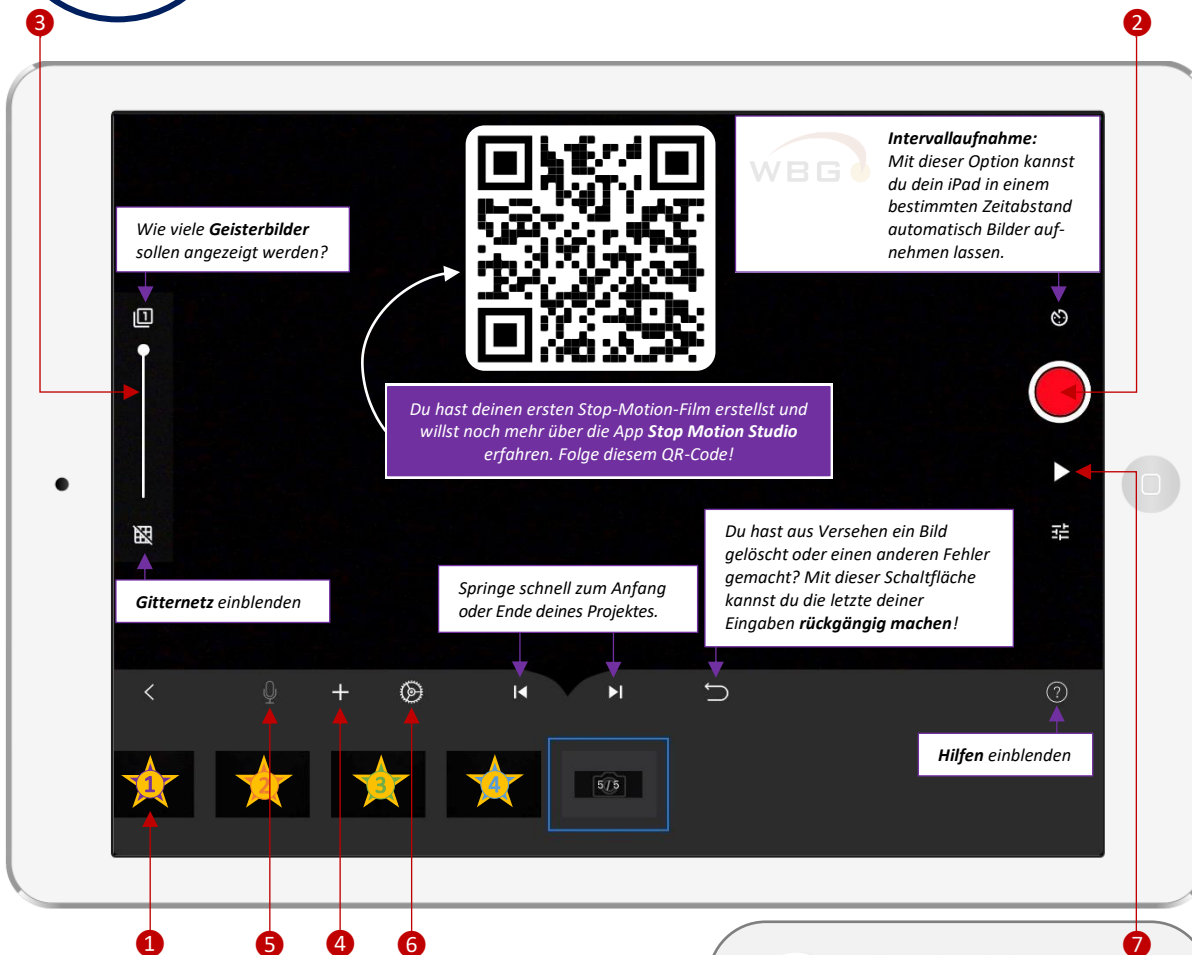 3
2
WBG
Intervallaufnahme:
Mit dieser Option kannst
du dein iPad in einem
bestimmten Zeitabstand
automatisch Bilder auf-
nehmen lassen.
Wie viele Geisterbilder
sollen angezeigt werden?
1
Du hast deinen ersten Stop-Motion-Film erstellst und
willst noch mehr über die App Stop Motion Studio
erfahren. Folge diesem QR-Code!
Gitternetz einblenden
Springe schnell zum Anfang
oder Ende deines Projektes.
Du hast aus Versehen ein Bild
gelöscht oder einen anderen Fehler
gemacht? Mit dieser Schaltfläche
kannst du die letzte deiner
Eingaben rückgängig machen!
?
Hilfen einblenden
1
2
3
4
5/5
1
5
4
6
7